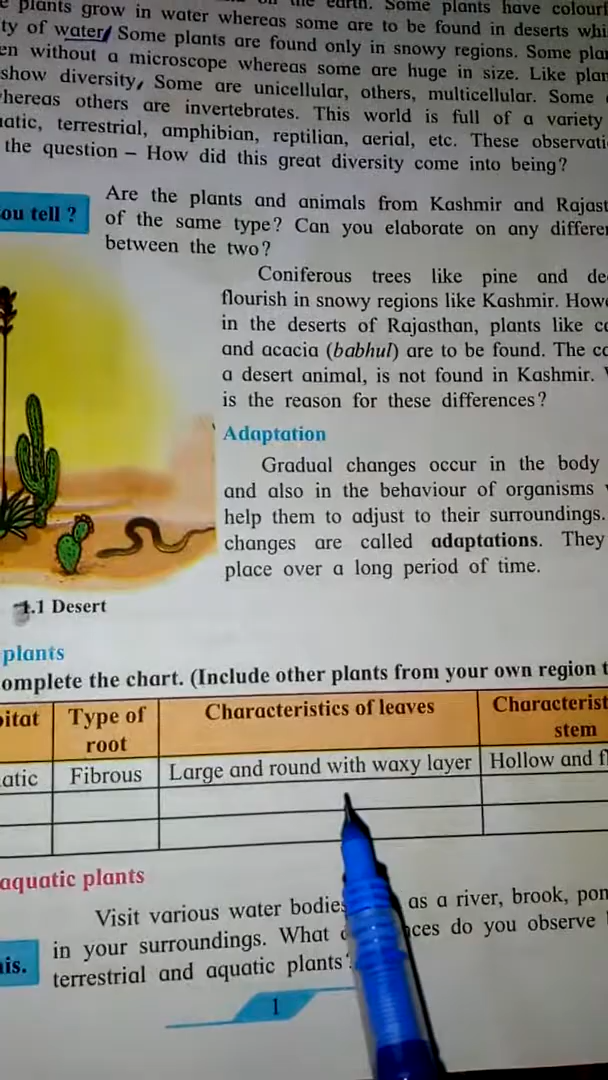 plants grow in water whereas some are to be found in deserts
ty of water Some plants are found only in snowy regions. Some
without a microscope whereas some are huge in size. Like
show diversity, Some are unicellular, others, multicellular. Some
whereas others are invertebrates. This world is full of a variety
atic, terrestrial, amphibian, reptilian, aerial, etc. These observati
the question – How did this great diversity come into being?
Are the plants and animals from Kashmir and Rajast
ou tell ? of the same type? Can you elaborate on any differen
between the two?
Coniferous trees like pine and de
flourish in snowy regions like Kashmir. Howe
in the deserts of Rajasthan, plants like ca
and acacia (babhul) are to be found. The ca
a desert animal, is not found in Kashmir.
is the reason for these differences?
Adaptation
Gradual changes occur in the body
and also in the behaviour of organisms
help them to adjust to their surroundings.
changes are called adaptations. They
place over a long period of time.
1.1 Desert
plants
omplete the chart. (Include other plants from your own region t
bitat Type of root Characteristics of leaves Characterist stem
atic Fibrous Large and round with waxy layer Hollow and fl
aquatic plants
Visit various water bodies as a river, brook, pon
in your surroundings. What nces do you observe
his. terrestrial and aquatic plants?
1